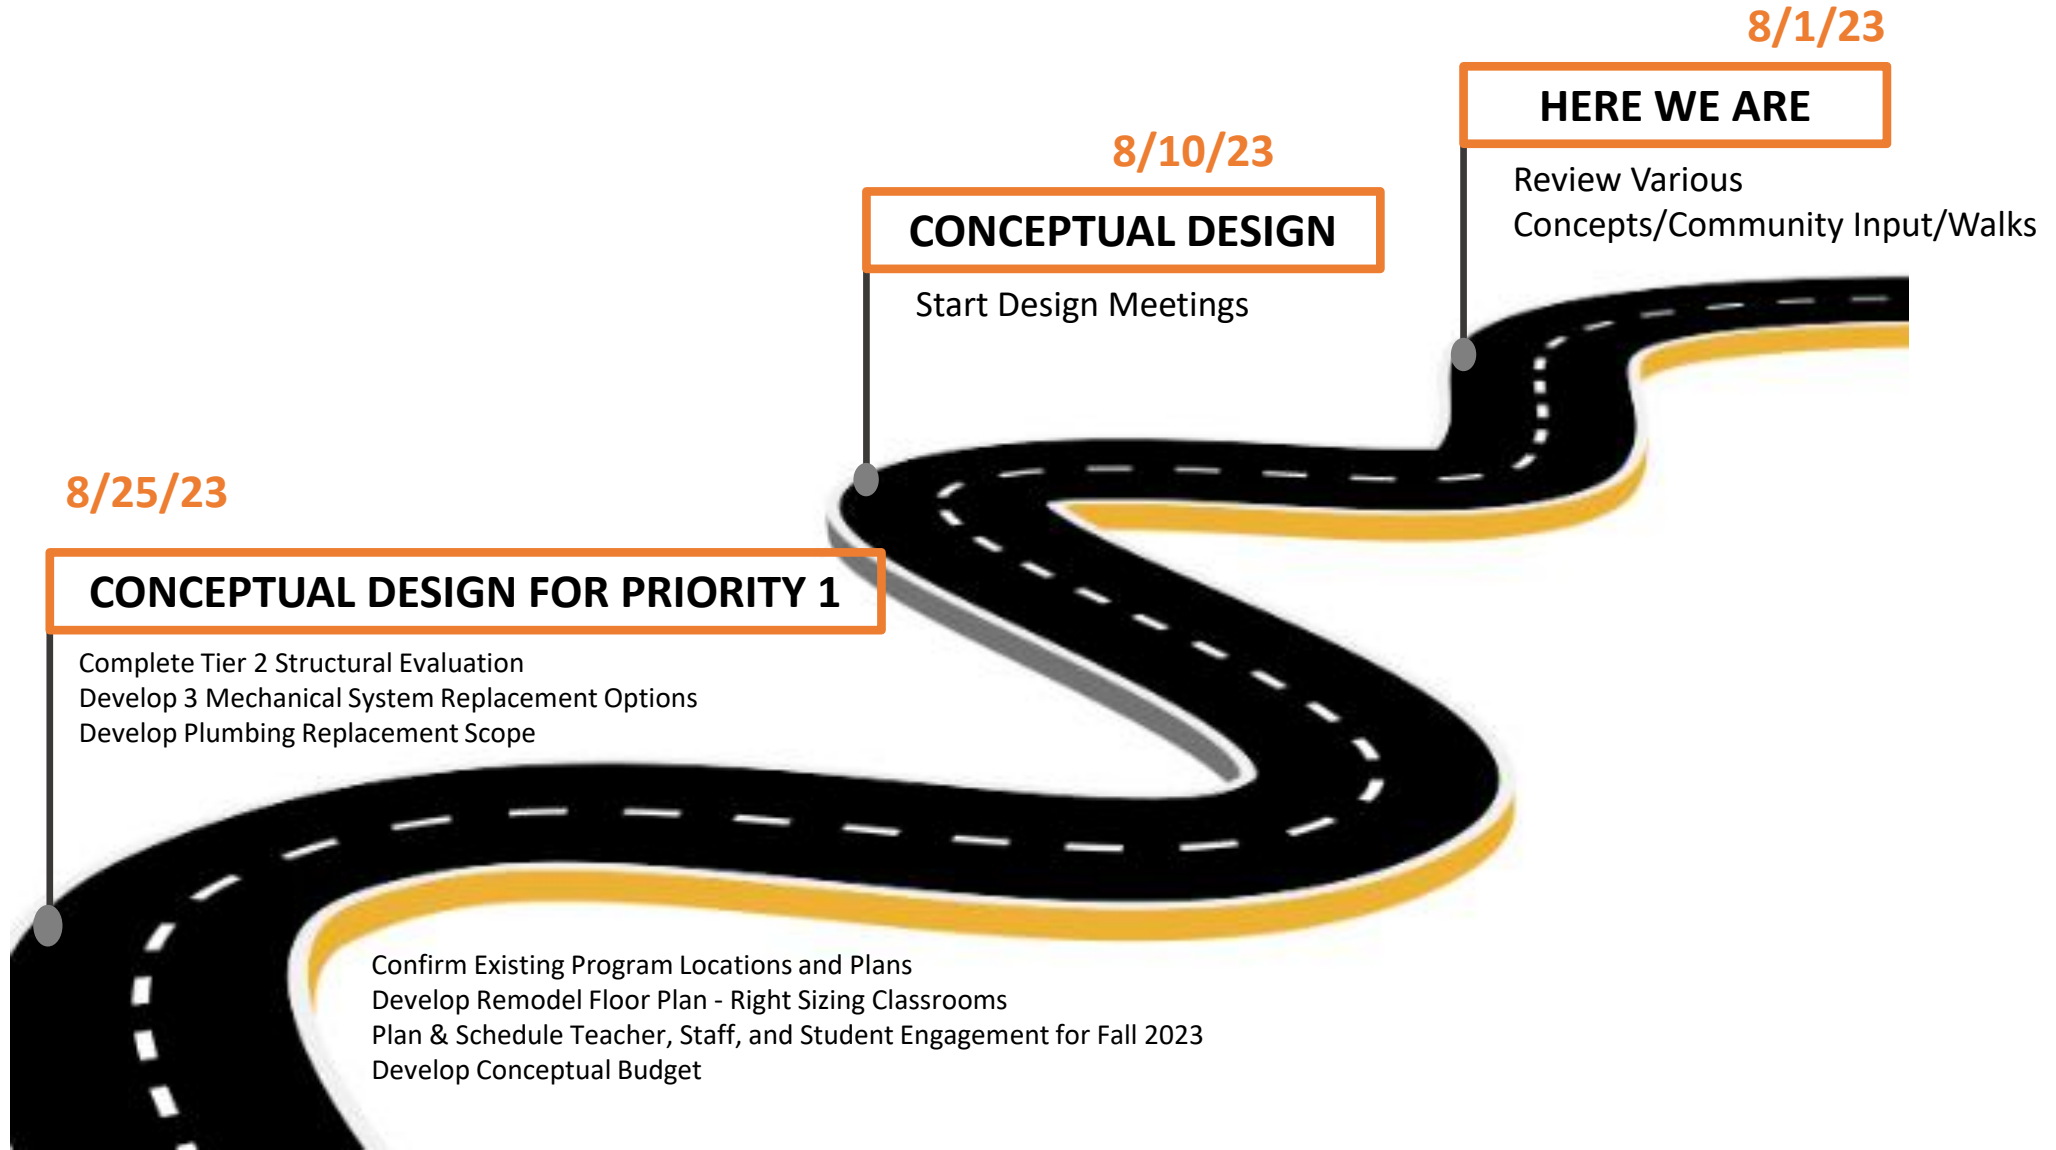 8/1/23
HERE WE ARE
Review Various
Concepts/Community Input/Walks
8/10/23
CONCEPTUAL DESIGN
Start Design Meetings
8/25/23
CONCEPTUAL DESIGN FOR PRIORITY 1
Complete Tier 2 Structural Evaluation
Develop 3 Mechanical System Replacement Options
Develop Plumbing Replacement Scope
Confirm Existing Program Locations and Plans
Develop Remodel Floor Plan - Right Sizing Classrooms
Plan & Schedule Teacher, Staff, and Student Engagement for Fall 2023
Develop Conceptual Budget